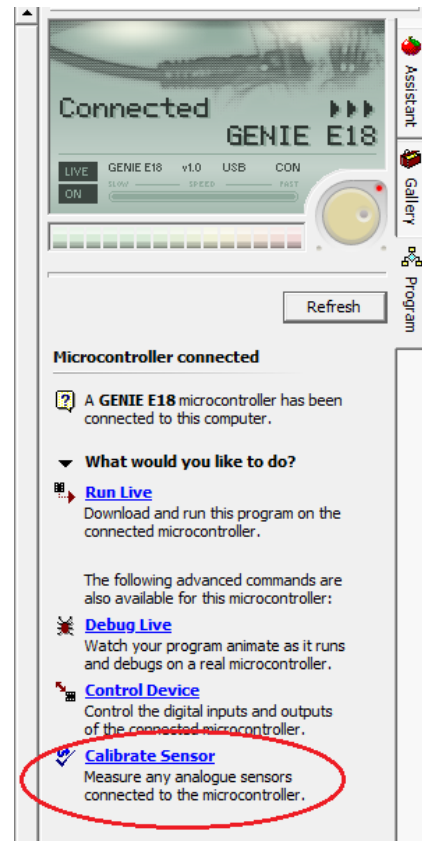 Connected
GENIE E18
LIVE
GENIE E18 v1.0 USB CON
ON
SLOW SPEED FAST
Assistant
Gallery
Program
Refresh
Microcontroller connected
A GENIE E18 microcontroller has been
connected to this computer.
What would you like to do?
Run Live
Download and run this program on the
connected microcontroller.
The following advanced commands are
also available for this microcontroller:
Debug Live
Watch your program animate as it runs
and debugs on a real microcontroller.
Control Device
Control the digital inputs and outputs
of the connected microcontroller.
Calibrate Sensor
Measure any analogue sensors
connected to the microcontroller.